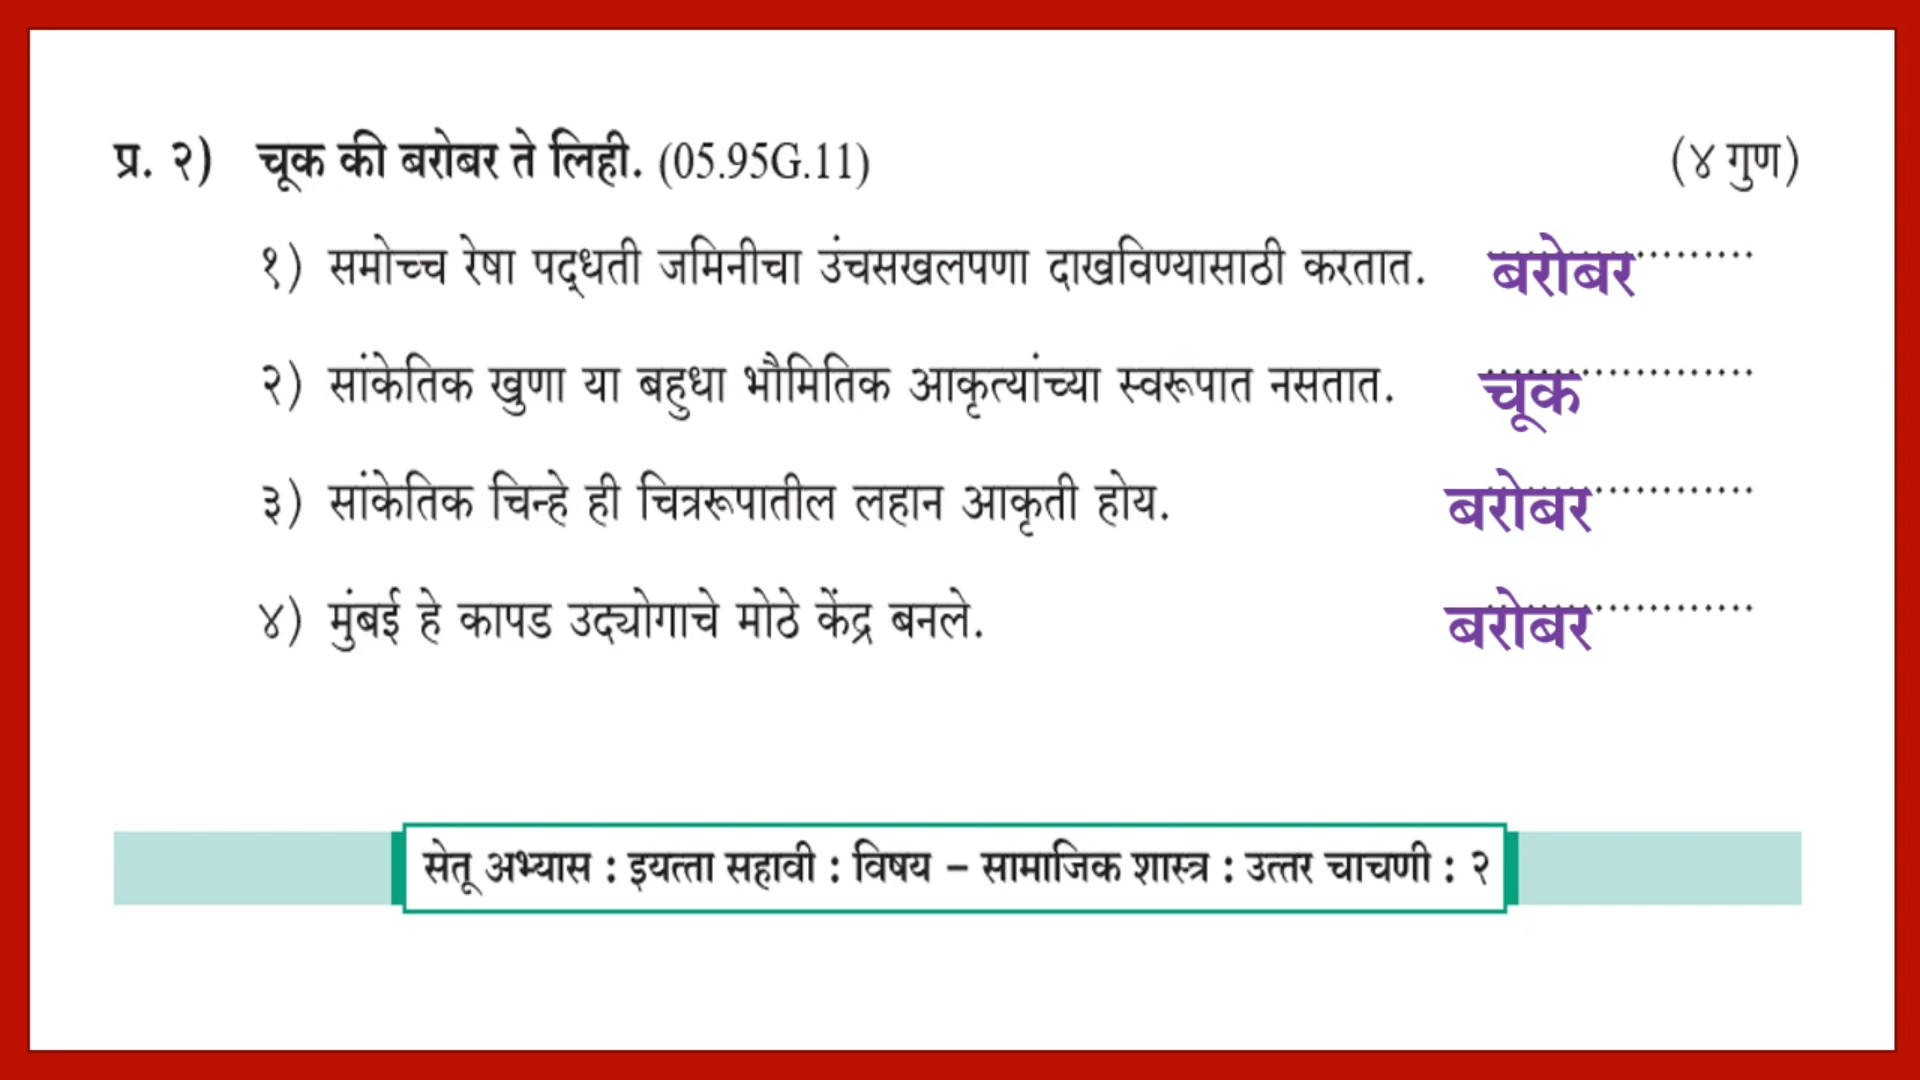 प्र. २) चूक की बरोबर ते लिही. (05.95G.11) (४ गुण)
१) समोच्च रेषा पद्धती जमिनीचा उंचसखलपणा दाखविण्यासाठी करतात. बरोबर
२) सांकेतिक खुणा या बहुधा भौमितिक आकृत्यांच्या स्वरूपात नसतात. चूक
३) सांकेतिक चिन्हे ही चित्ररूपातील लहान आकृती होय. बरोबर
४) मुंबई हे कापड उद्योगाचे मोठे केंद्र बनले. बरोबर
सेतू अभ्यास : इयत्ता सहावी : विषय – सामाजिक शास्त्र : उत्तर चाचणी : २